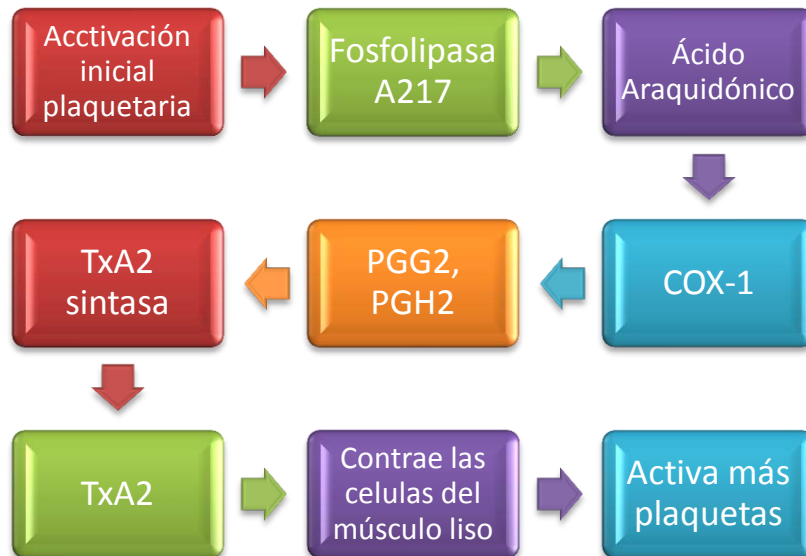 Acctivación
inicial
plaquetaria
Fosfolipasa
A217
Ácido
Araquidónico
COX-1
PGG2,
PGH2
TxA2
sintasa
TxA2
Contrae las
celulas del
músculo liso
Activa más
plaquetas